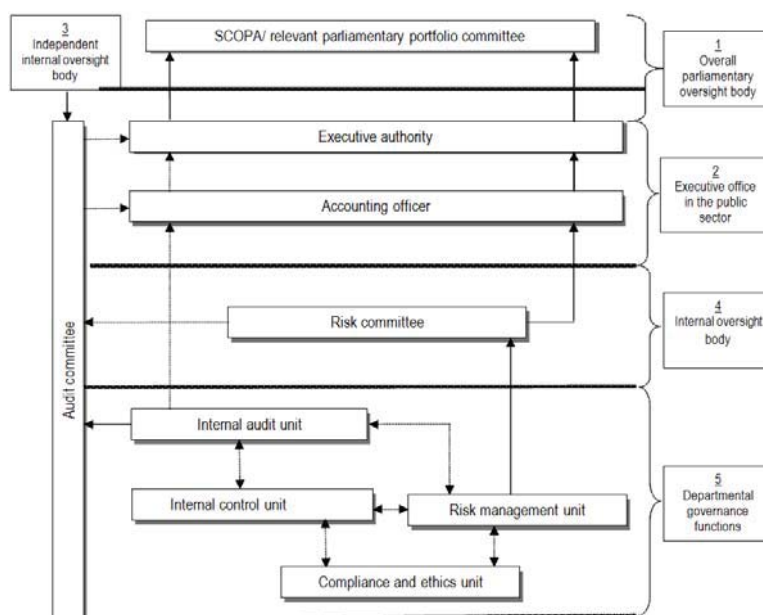 3
Independent
internal oversight
body
SCOPA/ relevant parliamentary portfolio committee
1
Overall
parliamentary
oversight body
Executive authority
2
Executive office
in the public
sector
Accounting officer
Audit committee
Risk committee
4
Internal oversight
body
Internal audit unit
Internal control unit
Risk management unit
5
Departmental
governance
functions
Compliance and ethics unit